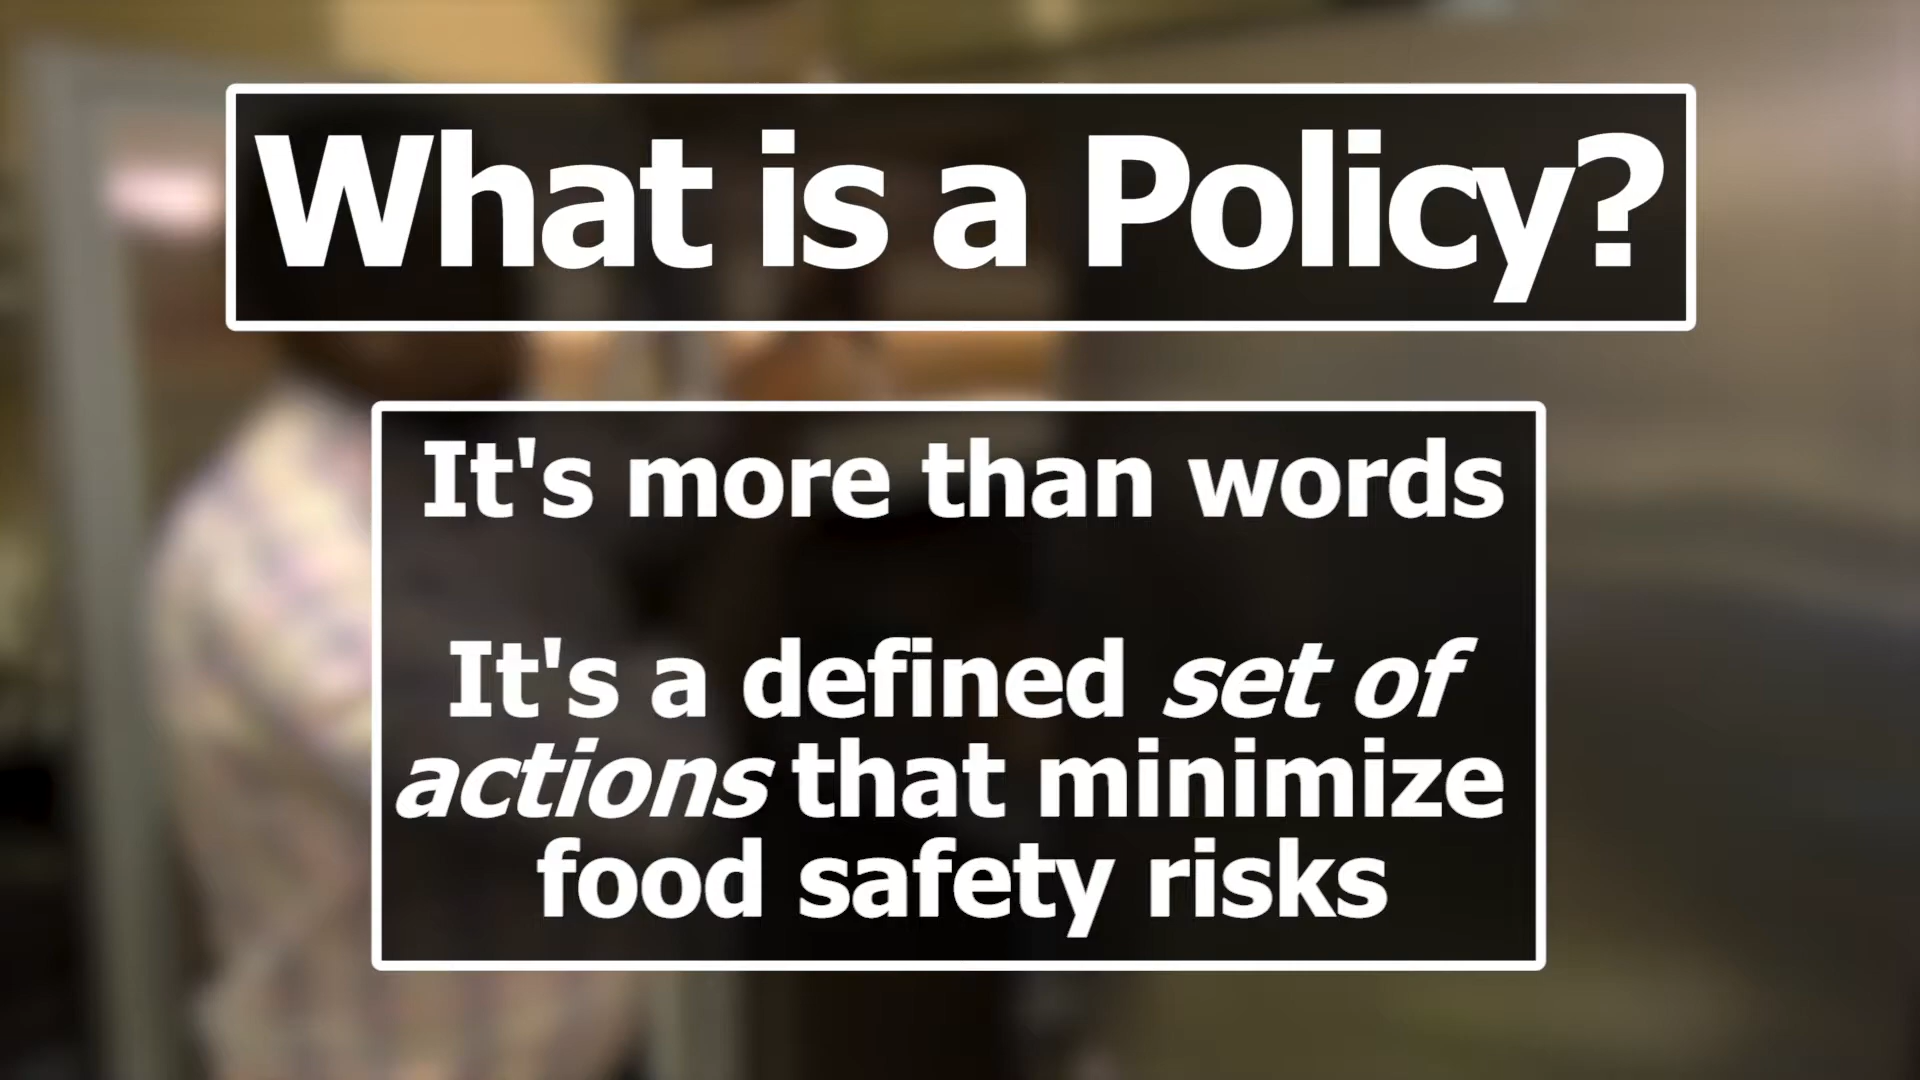 What is a Policy?
It's more than words
It's a defined set of
actions that minimize
food safety risks